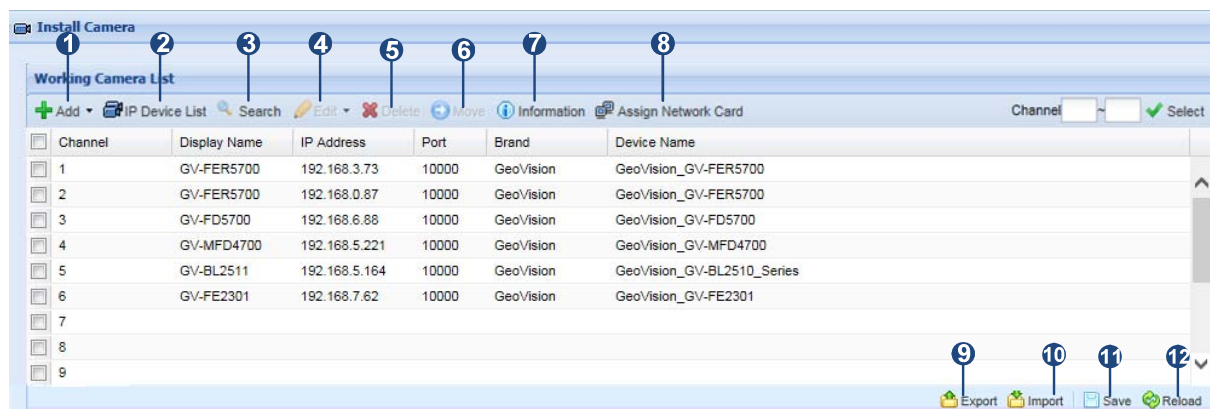 Install Camera
1 2 3 4 5 6 7 8
Working Camera List
Add IP Device List Search Edit Delete Move Information Assign Network Card Channel ~ Select
Channel Display Name IP Address Port Brand Device Name
1 GV-FER5700 192.168.3.73 10000 GeoVision GeoVision_GV-FER5700
2 GV-FER5700 192.168.0.87 10000 GeoVision GeoVision_GV-FER5700
3 GV-FD5700 192.168.6.88 10000 GeoVision GeoVision_GV-FD5700
4 GV-MFD4700 192.168.5.221 10000 GeoVision GeoVision_GV-MFD4700
5 GV-BL2511 192.168.5.164 10000 GeoVision GeoVision_GV-BL2510_Series
6 GV-FE2301 192.168.7.62 10000 GeoVision GeoVision_GV-FE2301
7
8
9
9 10 11 12
Export Import Save Reload